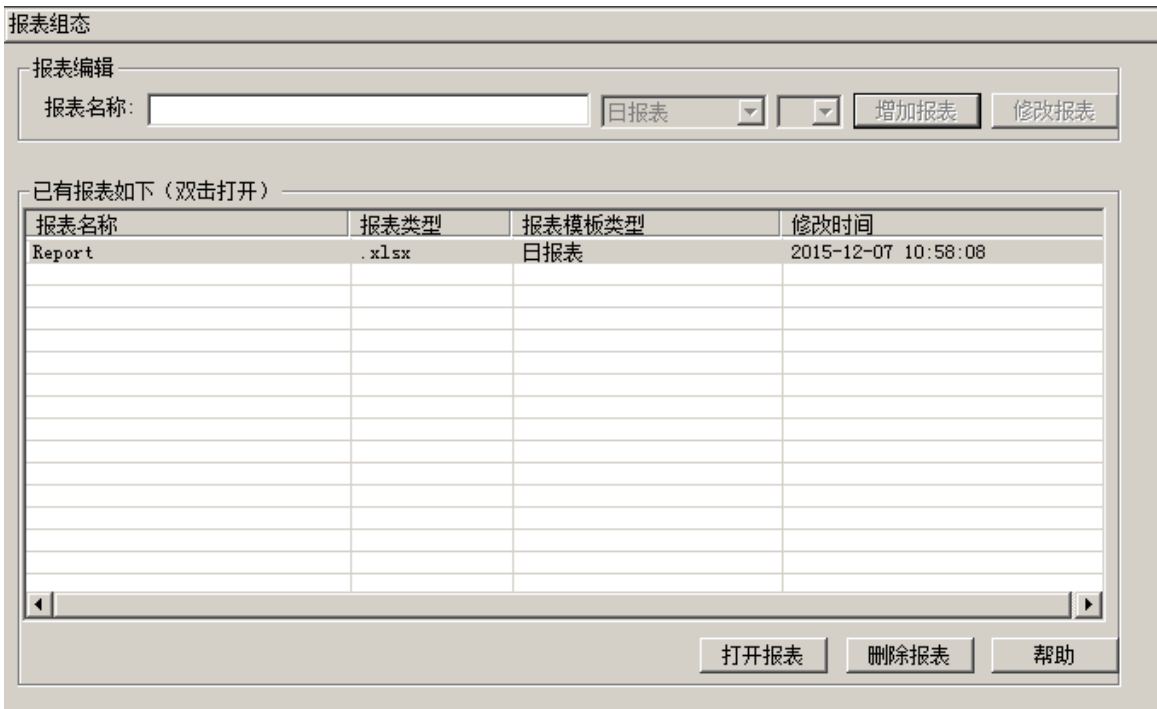 报表组态
报表编辑
报表名称: 日报表 增加报表 修改报表
已有报表如下（双击打开）
报表名称 报表类型 报表模板类型 修改时间
Report .xlsx 日报表 2015-12-07 10:58:08
打开报表 删除报表 帮助